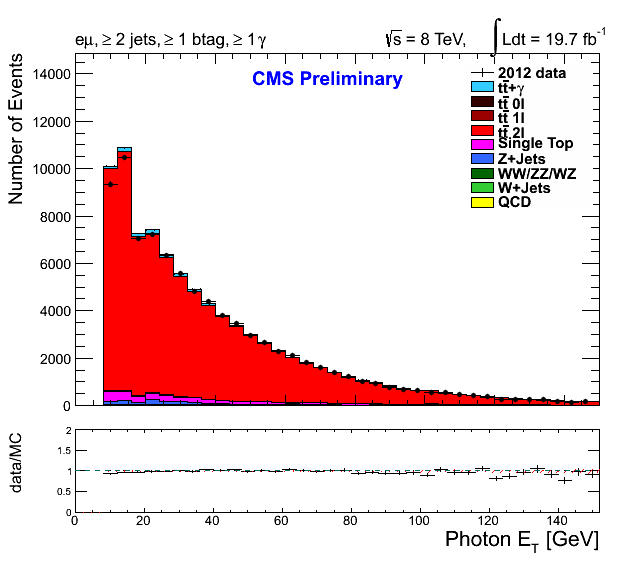 eμ, ≥ 2 jets, ≥ 1 btag, ≥ 1 γ
√s = 8 TeV, ∫ Ldt = 19.7 fb⁻¹
CMS Preliminary
Number of Events
14000
12000
10000
8000
6000
4000
2000
0
2012 data
tt̄+γ
tt̄ 0l
tt̄ 1l
tt̄ 2l
Single Top
Z+Jets
WW/ZZ/WZ
W+Jets
QCD
data/MC
2
1.5
1
0.5
0
0 20 40 60 80 100 120 140
Photon E_T [GeV]